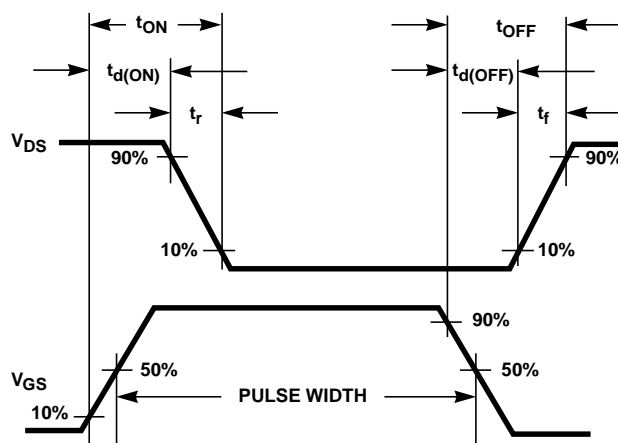 tON tOFF
td(ON) td(OFF)
tr tf
VDS
90% 90%
10% 10%
90%
VGS 50% PULSE WIDTH 50%
10%